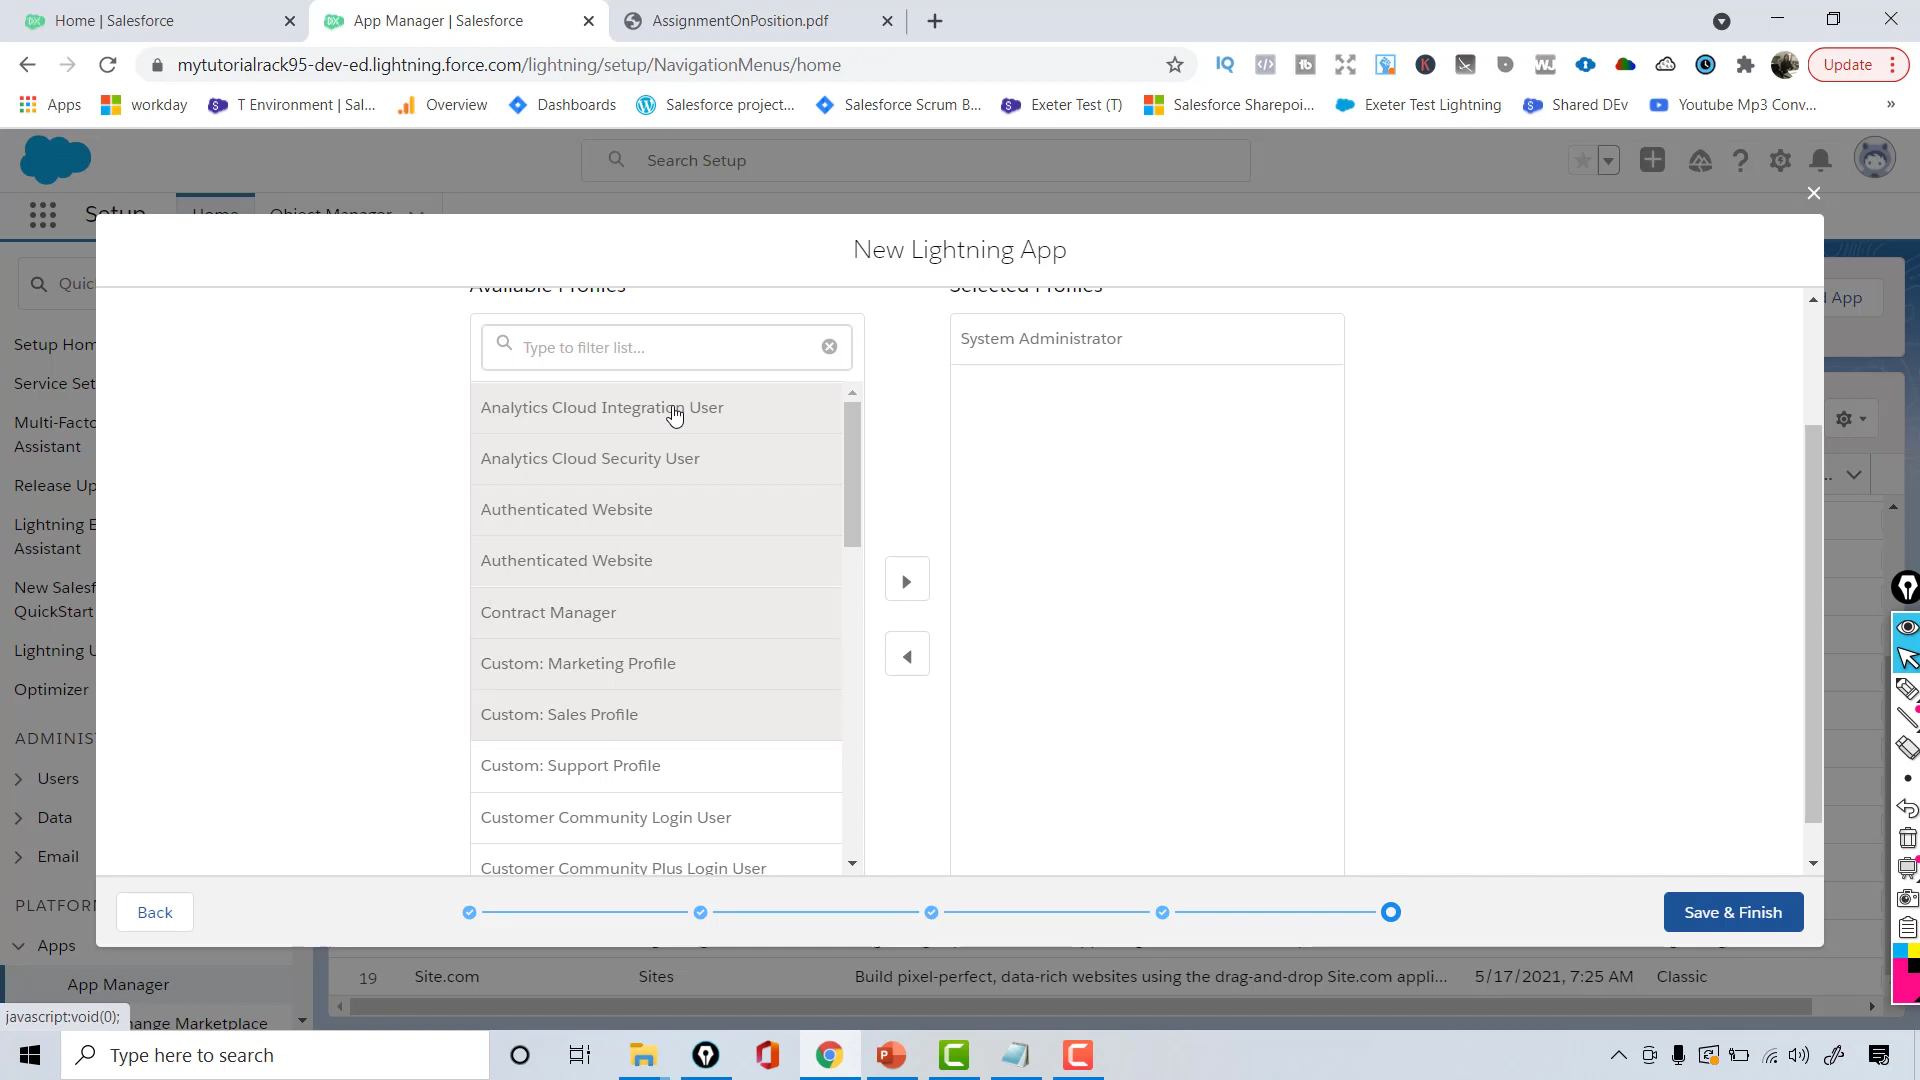 Home | Salesforce
App Manager | Salesforce
AssignmentOnPosition.pdf
mytutorialrack95-dev-ed.lightning.force.com/lightning/setup/NavigationMenus/home
IQ
Update
Apps
workday
T Environment | Sal...
Overview
Dashboards
Salesforce project...
Salesforce Scrum B...
Exeter Test (T)
Salesforce Sharepoi...
Exeter Test Lightning
Shared DEv
Youtube Mp3 Conv...
»
Search Setup
Setup
Home
Object Manager
New Lightning App
Quic
d App
Available Profiles
Selected Profiles
Type to filter list...
System Administrator
Analytics Cloud Integration User
Analytics Cloud Security User
Authenticated Website
Authenticated Website
Contract Manager
Custom: Marketing Profile
Custom: Sales Profile
Custom: Support Profile
Customer Community Login User
Customer Community Plus Login User
Setup Hom
Service Set
Multi-Facto
Assistant
Release Up
Lightning E
Assistant
New Salesf
QuickStart
Lightning U
Optimizer
ADMINIS
Users
Data
Email
PLATFOR
Apps
App Manager
hange Marketplace
Back
Save & Finish
19 Site.com Sites Build pixel-perfect, data-rich websites using the drag-and-drop Site.com appli... 5/17/2021, 7:25 AM Classic
javascript:void(0);
Type here to search